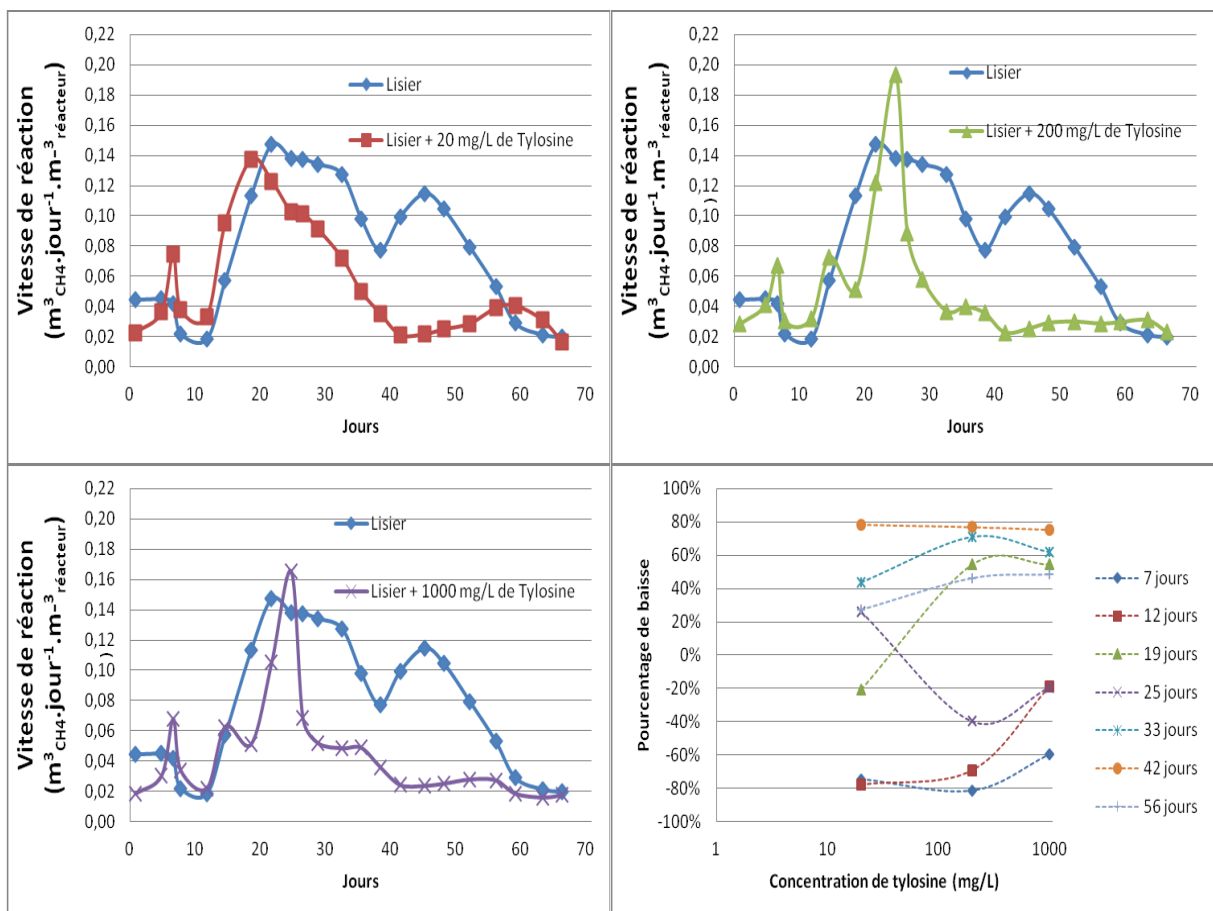 Vitesse de réaction
(m³CH4.jour⁻¹.m⁻³réacteur)
0,22
0,20
0,18
0,16
0,14
0,12
0,10
0,08
0,06
0,04
0,02
0,00
0 10 20 30 40 50 60 70
Jours
Lisier
Lisier + 20 mg/L de Tylosine
Vitesse de réaction
(m³CH4.jour⁻¹.m⁻³réacteur)
0,22
0,20
0,18
0,16
0,14
0,12
0,10
0,08
0,06
0,04
0,02
0,00
0 10 20 30 40 50 60 70
Jours
Lisier
Lisier + 200 mg/L de Tylosine
Vitesse de réaction
(m³CH4.jour⁻¹.m⁻³réacteur)
0,22
0,20
0,18
0,16
0,14
0,12
0,10
0,08
0,06
0,04
0,02
0,00
0 10 20 30 40 50 60 70
Jours
Lisier
Lisier + 1000 mg/L de Tylosine
Pourcentage de baisse
100%
80%
60%
40%
20%
0%
-20%
-40%
-60%
-80%
-100%
1 10 100 1000
Concentration de tylosine (mg/L)
7 jours
12 jours
19 jours
25 jours
33 jours
42 jours
56 jours